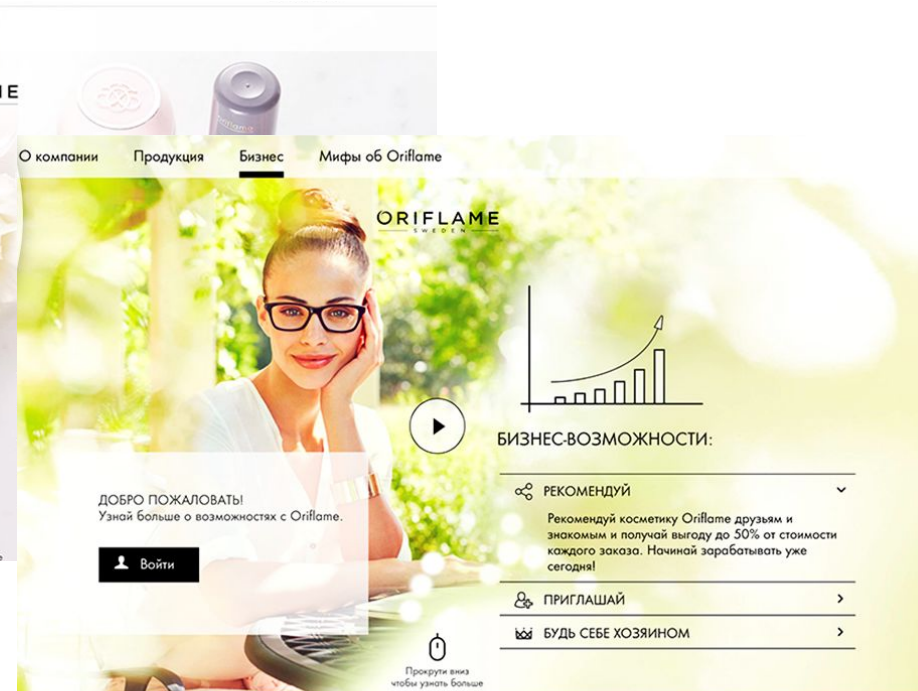 О компании Продукция Бизнес Мифы об Oriflame
ORIFLAME
SWEDEN
БИЗНЕС-ВОЗМОЖНОСТИ:
РЕКОМЕНДУЙ
Рекомендуй косметику Oriflame друзьям и
знакомым и получай выгоду до 50% от стоимости
каждого заказа. Начинай зарабатывать уже
сегодня!
ПРИГЛАШАЙ
БУДЬ СЕБЕ ХОЗЯИНОМ
ДОБРО ПОЖАЛОВАТЬ!
Узнай больше о возможностях с Oriflame.
Войти
Прокрути вниз
чтобы узнать больше